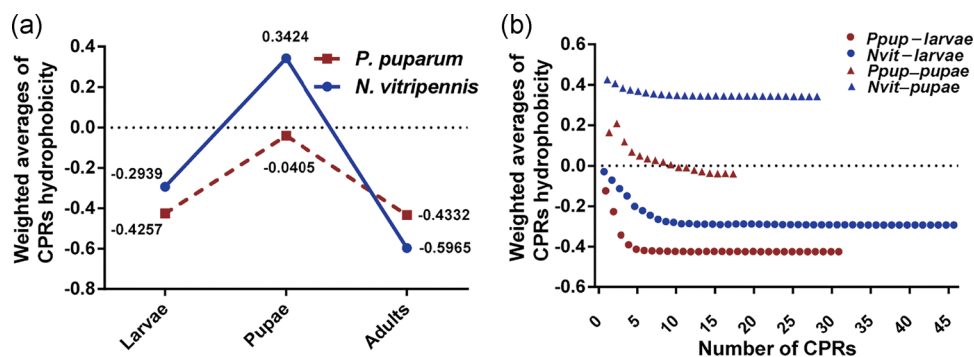 (a)
Weighted averages of
CPRs hydrophobicity
0.4
0.2
0.0
-0.2
-0.4
-0.6
-0.8
0.3424
-0.2939
-0.4257
-0.0405
-0.4332
-0.5965
P. puparum
N. vitripennis
Larvae
Pupae
Adults
(b)
Weighted averages of
CPRs hydrophobicity
0.6
0.4
0.2
0.0
-0.2
-0.4
-0.6
Ppup–larvae
Nvit–larvae
Ppup–pupae
Nvit–pupae
0
5
10
15
20
25
30
35
40
45
Number of CPRs